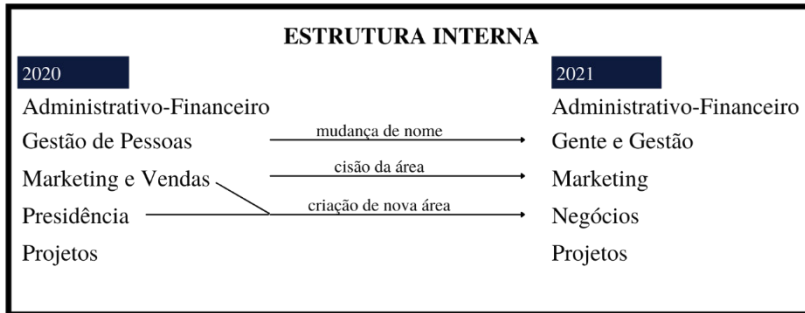 ESTRUTURA INTERNA
2020
2021
Administrativo-Financeiro
Administrativo-Financeiro
Gestão de Pessoas
mudança de nome
Gente e Gestão
Marketing e Vendas
cisão da área
Marketing
Presidência
criação de nova área
Negócios
Projetos
Projetos